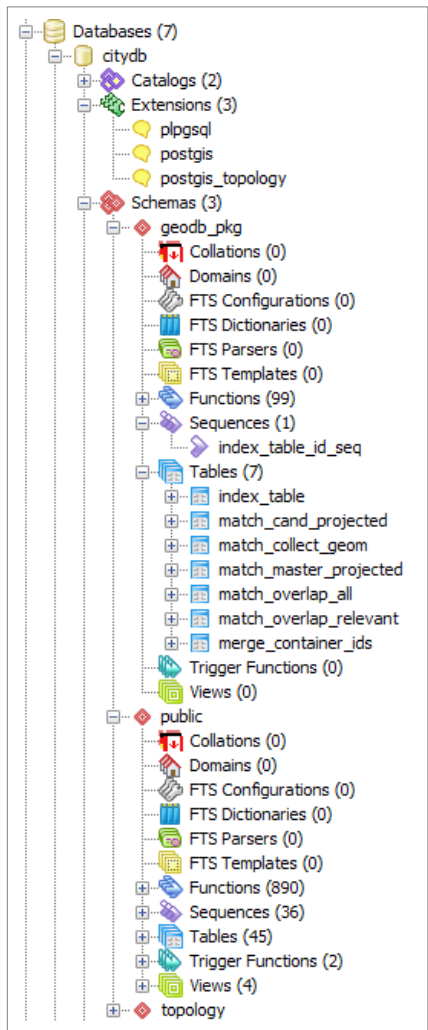 Databases (7)
citydb
Catalogs (2)
Extensions (3)
plpgsql
postgis
postgis_topology
Schemas (3)
geodb_pkg
Collations (0)
Domains (0)
FTS Configurations (0)
FTS Dictionaries (0)
FTS Parsers (0)
FTS Templates (0)
Functions (99)
Sequences (1)
index_table_id_seq
Tables (7)
index_table
match_cand_projected
match_collect_geom
match_master_projected
match_overlap_all
match_overlap_relevant
merge_container_ids
Trigger Functions (0)
Views (0)
public
Collations (0)
Domains (0)
FTS Configurations (0)
FTS Dictionaries (0)
FTS Parsers (0)
FTS Templates (0)
Functions (890)
Sequences (36)
Tables (45)
Trigger Functions (2)
Views (4)
topology